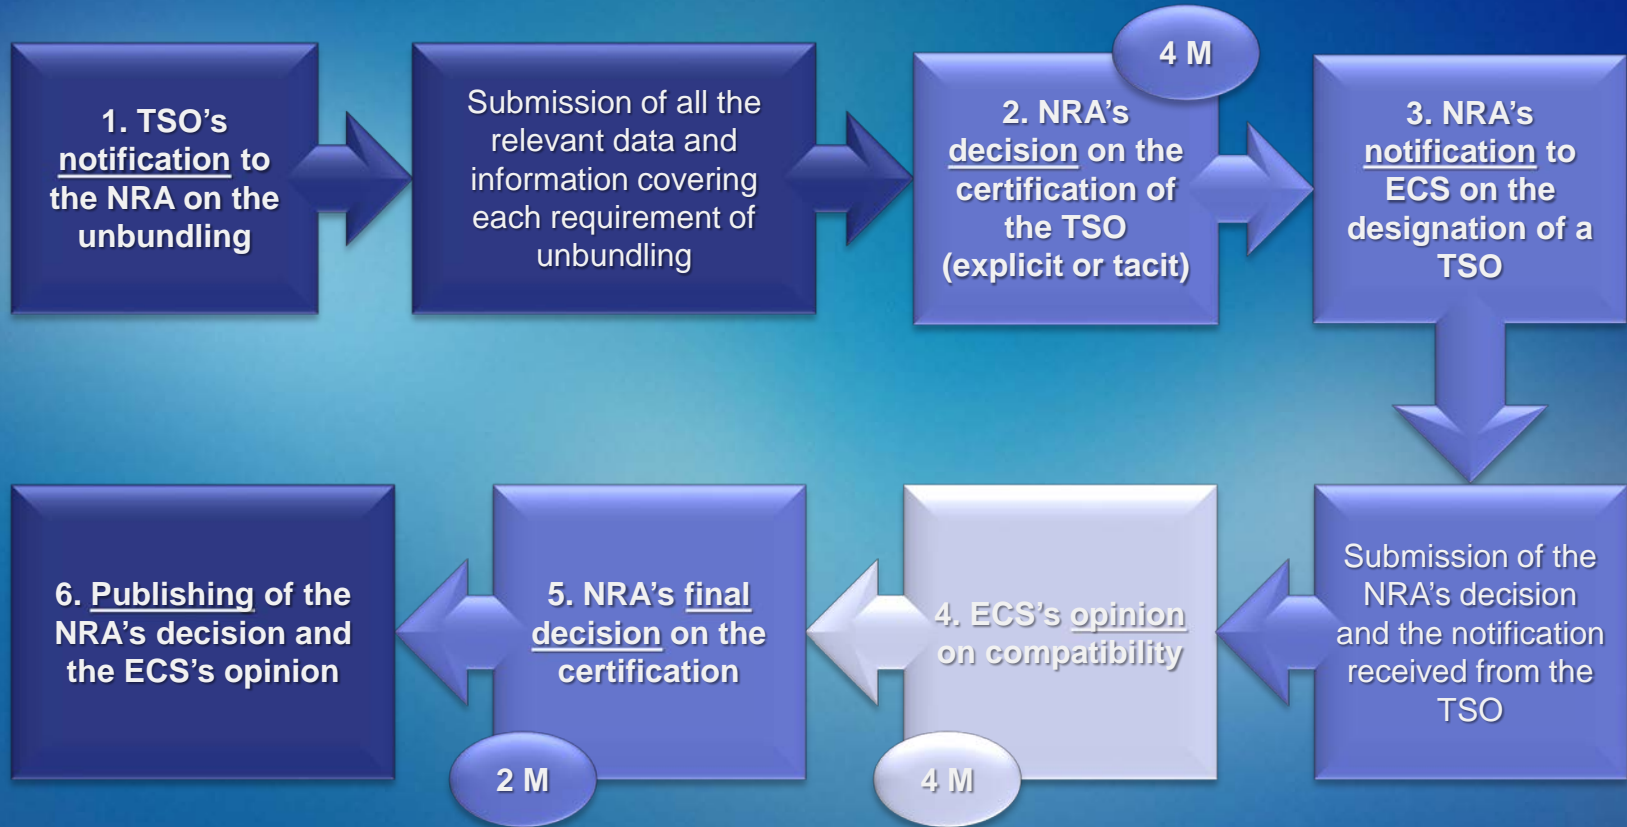 1. TSO's
notification to
the NRA on the
unbundling
Submission of all the
relevant data and
information covering
each requirement of
unbundling
4 M
2. NRA's
decision on the
certification of
the TSO
(explicit or tacit)
3. NRA's
notification to
ECS on the
designation of a
TSO
Submission of the
NRA's decision
and the notification
received from the
TSO
4. ECS's opinion
on compatibility
4 M
5. NRA's final
decision on the
certification
2 M
6. Publishing of the
NRA's decision and
the ECS's opinion